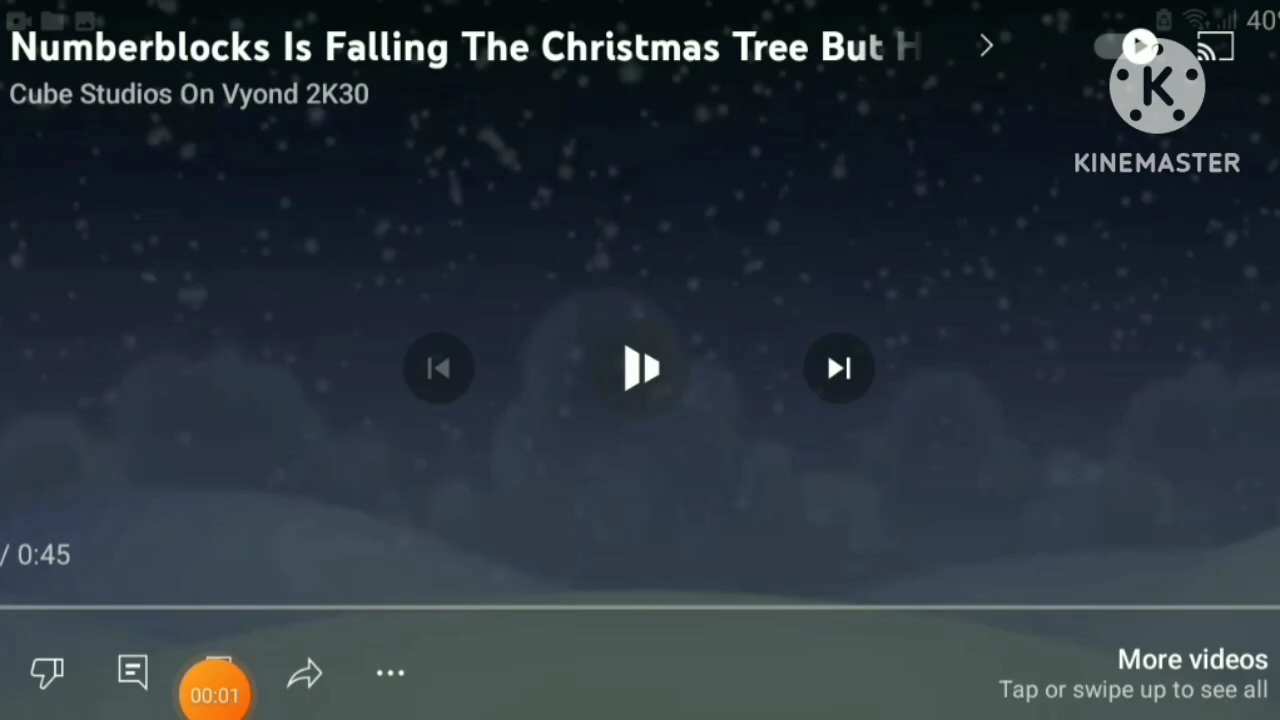 40
Numberblocks Is Falling The Christmas Tree But H
Cube Studios On Vyond 2K30
K
KINEMASTER
/ 0:45
More videos
Tap or swipe up to see all
00:01